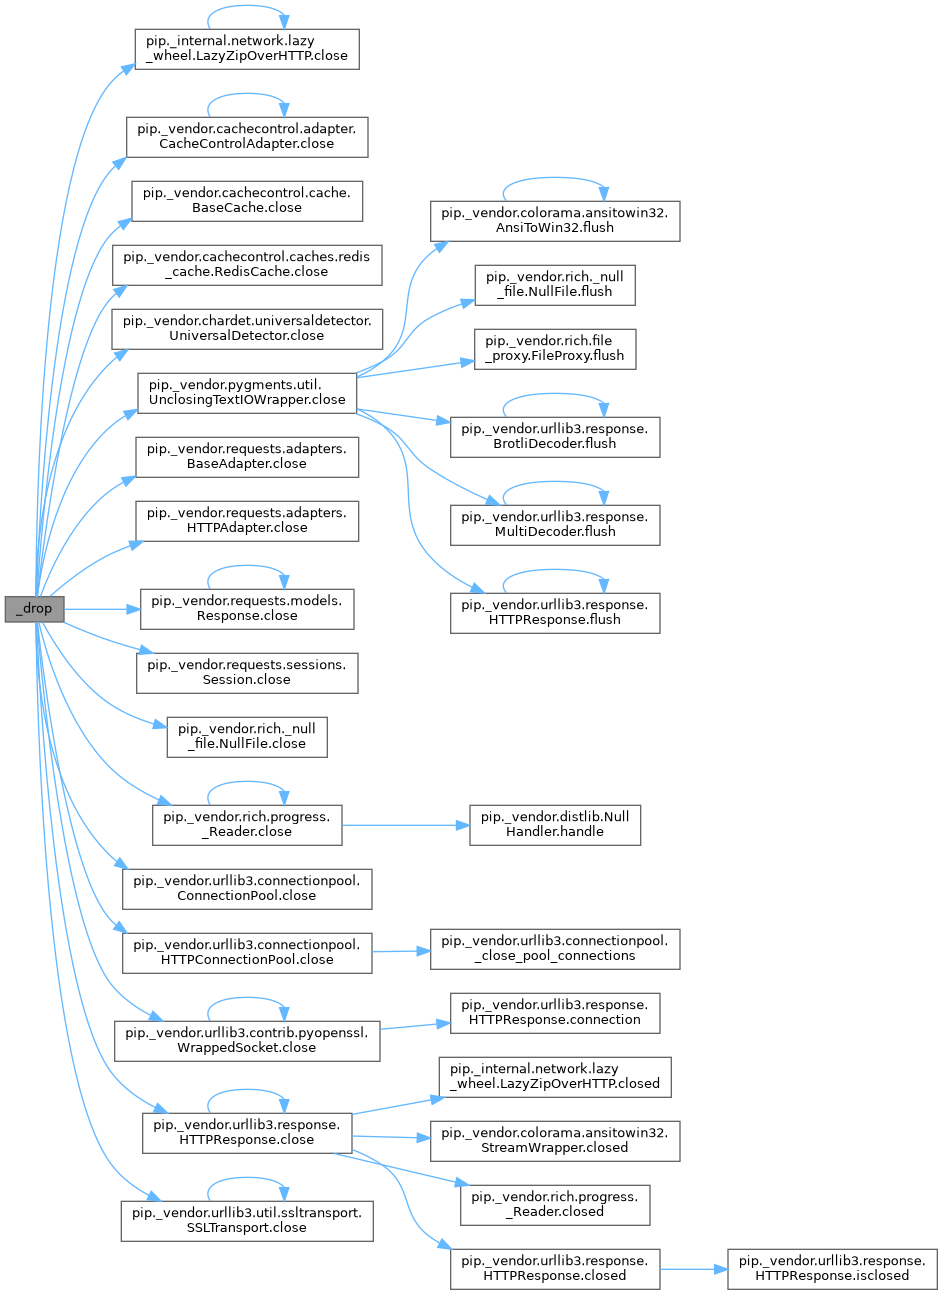 pip._internal.network.lazy
_wheel.LazyZipOverHTTP.close
pip._vendor.cachecontrol.adapter.
CacheControlAdapter.close
pip._vendor.cachecontrol.cache.
BaseCache.close
pip._vendor.cachecontrol.caches.redis
_cache.RedisCache.close
pip._vendor.chardet.universaldetector.
UniversalDetector.close
pip._vendor.pygments.util.
UnclosingTextIOWrapper.close
pip._vendor.requests.adapters.
BaseAdapter.close
pip._vendor.requests.adapters.
HTTPAdapter.close
_drop
pip._vendor.requests.models.
Response.close
pip._vendor.requests.sessions.
Session.close
pip._vendor.rich._null
_file.NullFile.close
pip._vendor.rich.progress.
_Reader.close
pip._vendor.urllib3.connectionpool.
ConnectionPool.close
pip._vendor.urllib3.connectionpool.
HTTPConnectionPool.close
pip._vendor.urllib3.contrib.pyopenssl.
WrappedSocket.close
pip._vendor.urllib3.response.
HTTPResponse.close
pip._vendor.urllib3.util.ssltransport.
SSLTransport.close
pip._vendor.colorama.ansitowin32.
AnsiToWin32.flush
pip._vendor.rich._null
_file.NullFile.flush
pip._vendor.rich.file
_proxy.FileProxy.flush
pip._vendor.urllib3.response.
BrotliDecoder.flush
pip._vendor.urllib3.response.
MultiDecoder.flush
pip._vendor.urllib3.response.
HTTPResponse.flush
pip._vendor.distlib.Null
Handler.handle
pip._vendor.urllib3.connectionpool.
_close_pool_connections
pip._vendor.urllib3.response.
HTTPResponse.connection
pip._internal.network.lazy
_wheel.LazyZipOverHTTP.closed
pip._vendor.colorama.ansitowin32.
StreamWrapper.closed
pip._vendor.rich.progress.
_Reader.closed
pip._vendor.urllib3.response.
HTTPResponse.closed
pip._vendor.urllib3.response.
HTTPResponse.isclosed